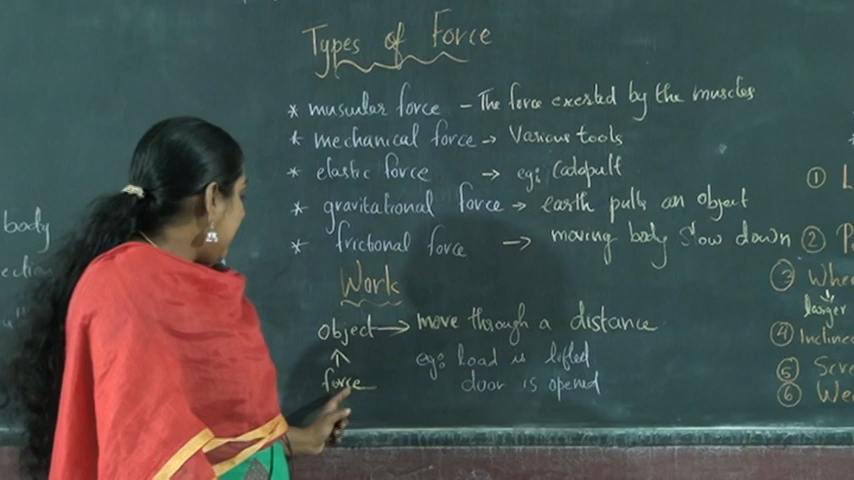 body
Types of Force
* muscular force - The force exerted by the muscles
* mechanical force → Various tools
* elastic force → eg: Catapult
* gravitational force → earth pulls an object
* frictional force → moving body slow down
Work
Object → move through a distance
↑
force
eg: Load is lifted
door is opened
① L
② P
③ Whee
↓
larger
④ Incline
⑤ Scre
⑥ We